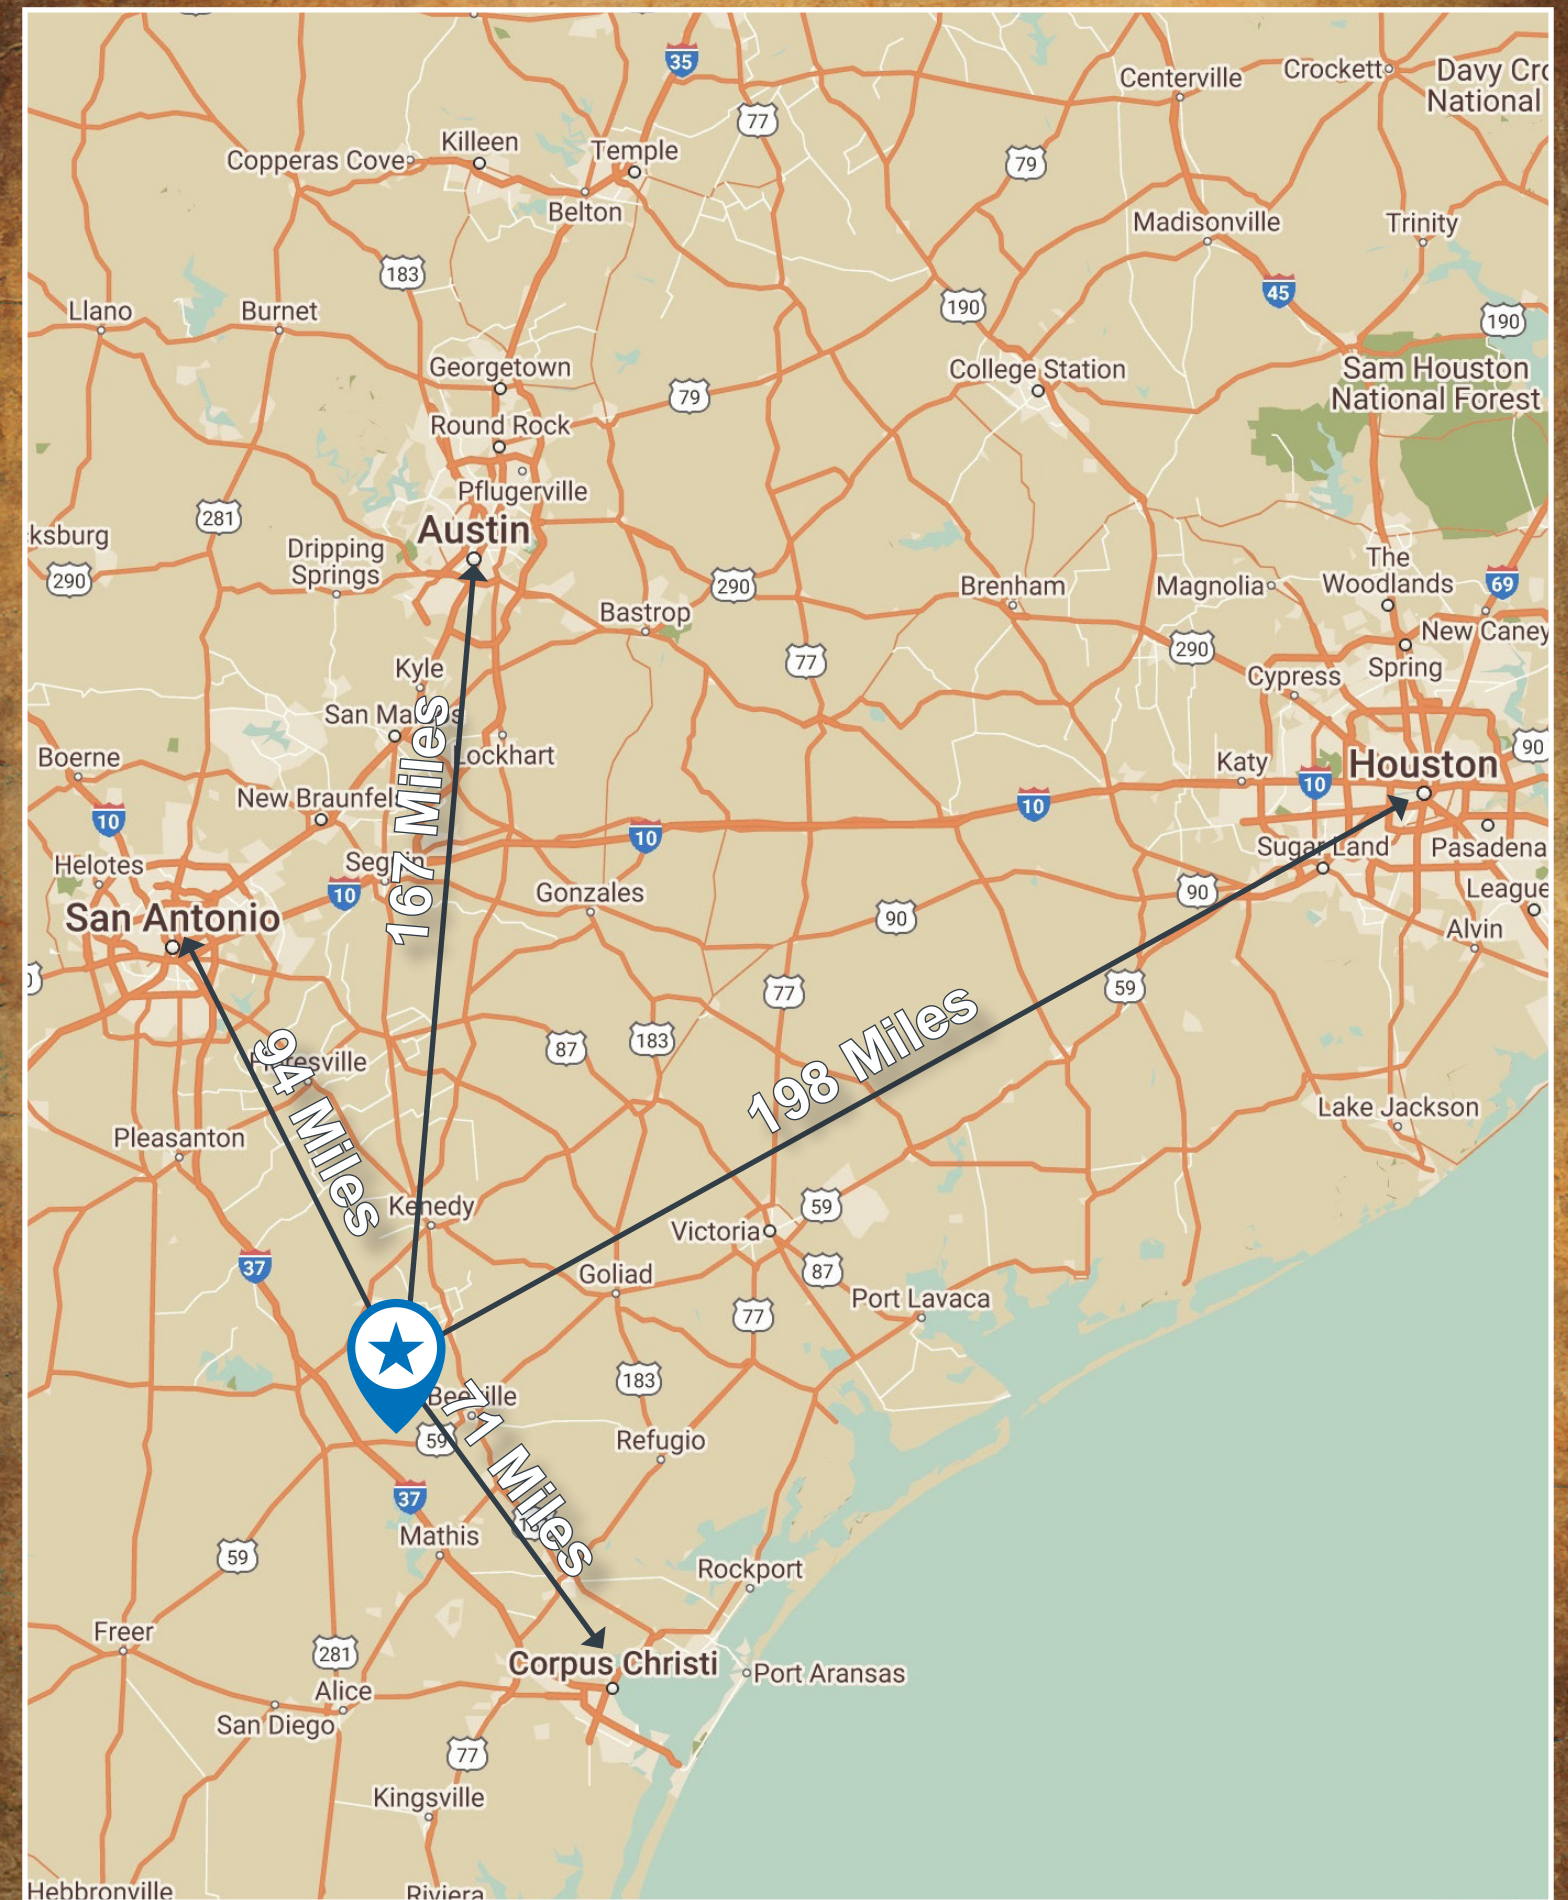 35
Centerville
Crockett
Davy Cro
National
77
Killeen
Temple
Copperas Cove
79
Belton
Madisonville
Trinity
183
45
Llano
Burnet
190
190
Georgetown
College Station
Sam Houston
National Forest
79
Round Rock
Pflugerville
281
Austin
ksburg
Dripping
Springs
The
Woodlands
290
290
Brenham
Magnolia
69
Bastrop
New Caney
77
290
Spring
Kyle
Cypress
San Marcos
167 Miles
90
Boerne
Lockhart
Katy
Houston
10
New Braunfels
10
10
10
Helotes
Seguin
Sugar Land
Pasadena
10
Gonzales
90
League
San Antonio
90
Alvin
77
59
198 Miles
87
183
94 Miles
Floresville
Lake Jackson
Pleasanton
Kenedy
59
Victoria
37
Goliad
87
Port Lavaca
77
183
Beeville
71 Miles
59
Refugio
37
Mathis
59
Rockport
Freer
281
Corpus Christi
Port Aransas
Alice
San Diego
77
Kingsville
Hebbronville
Riviera